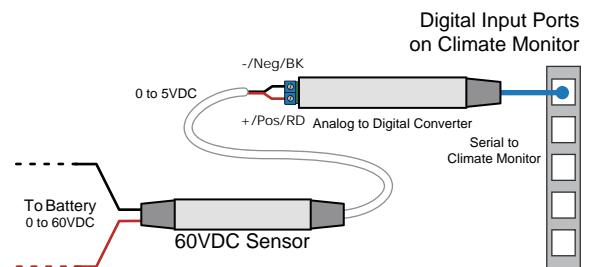 Digital Input Ports
on Climate Monitor
-/Neg/BK
0 to 5VDC
+/Pos/RD
Analog to Digital Converter
Serial to
Climate Monitor
To Battery
0 to 60VDC
60VDC Sensor